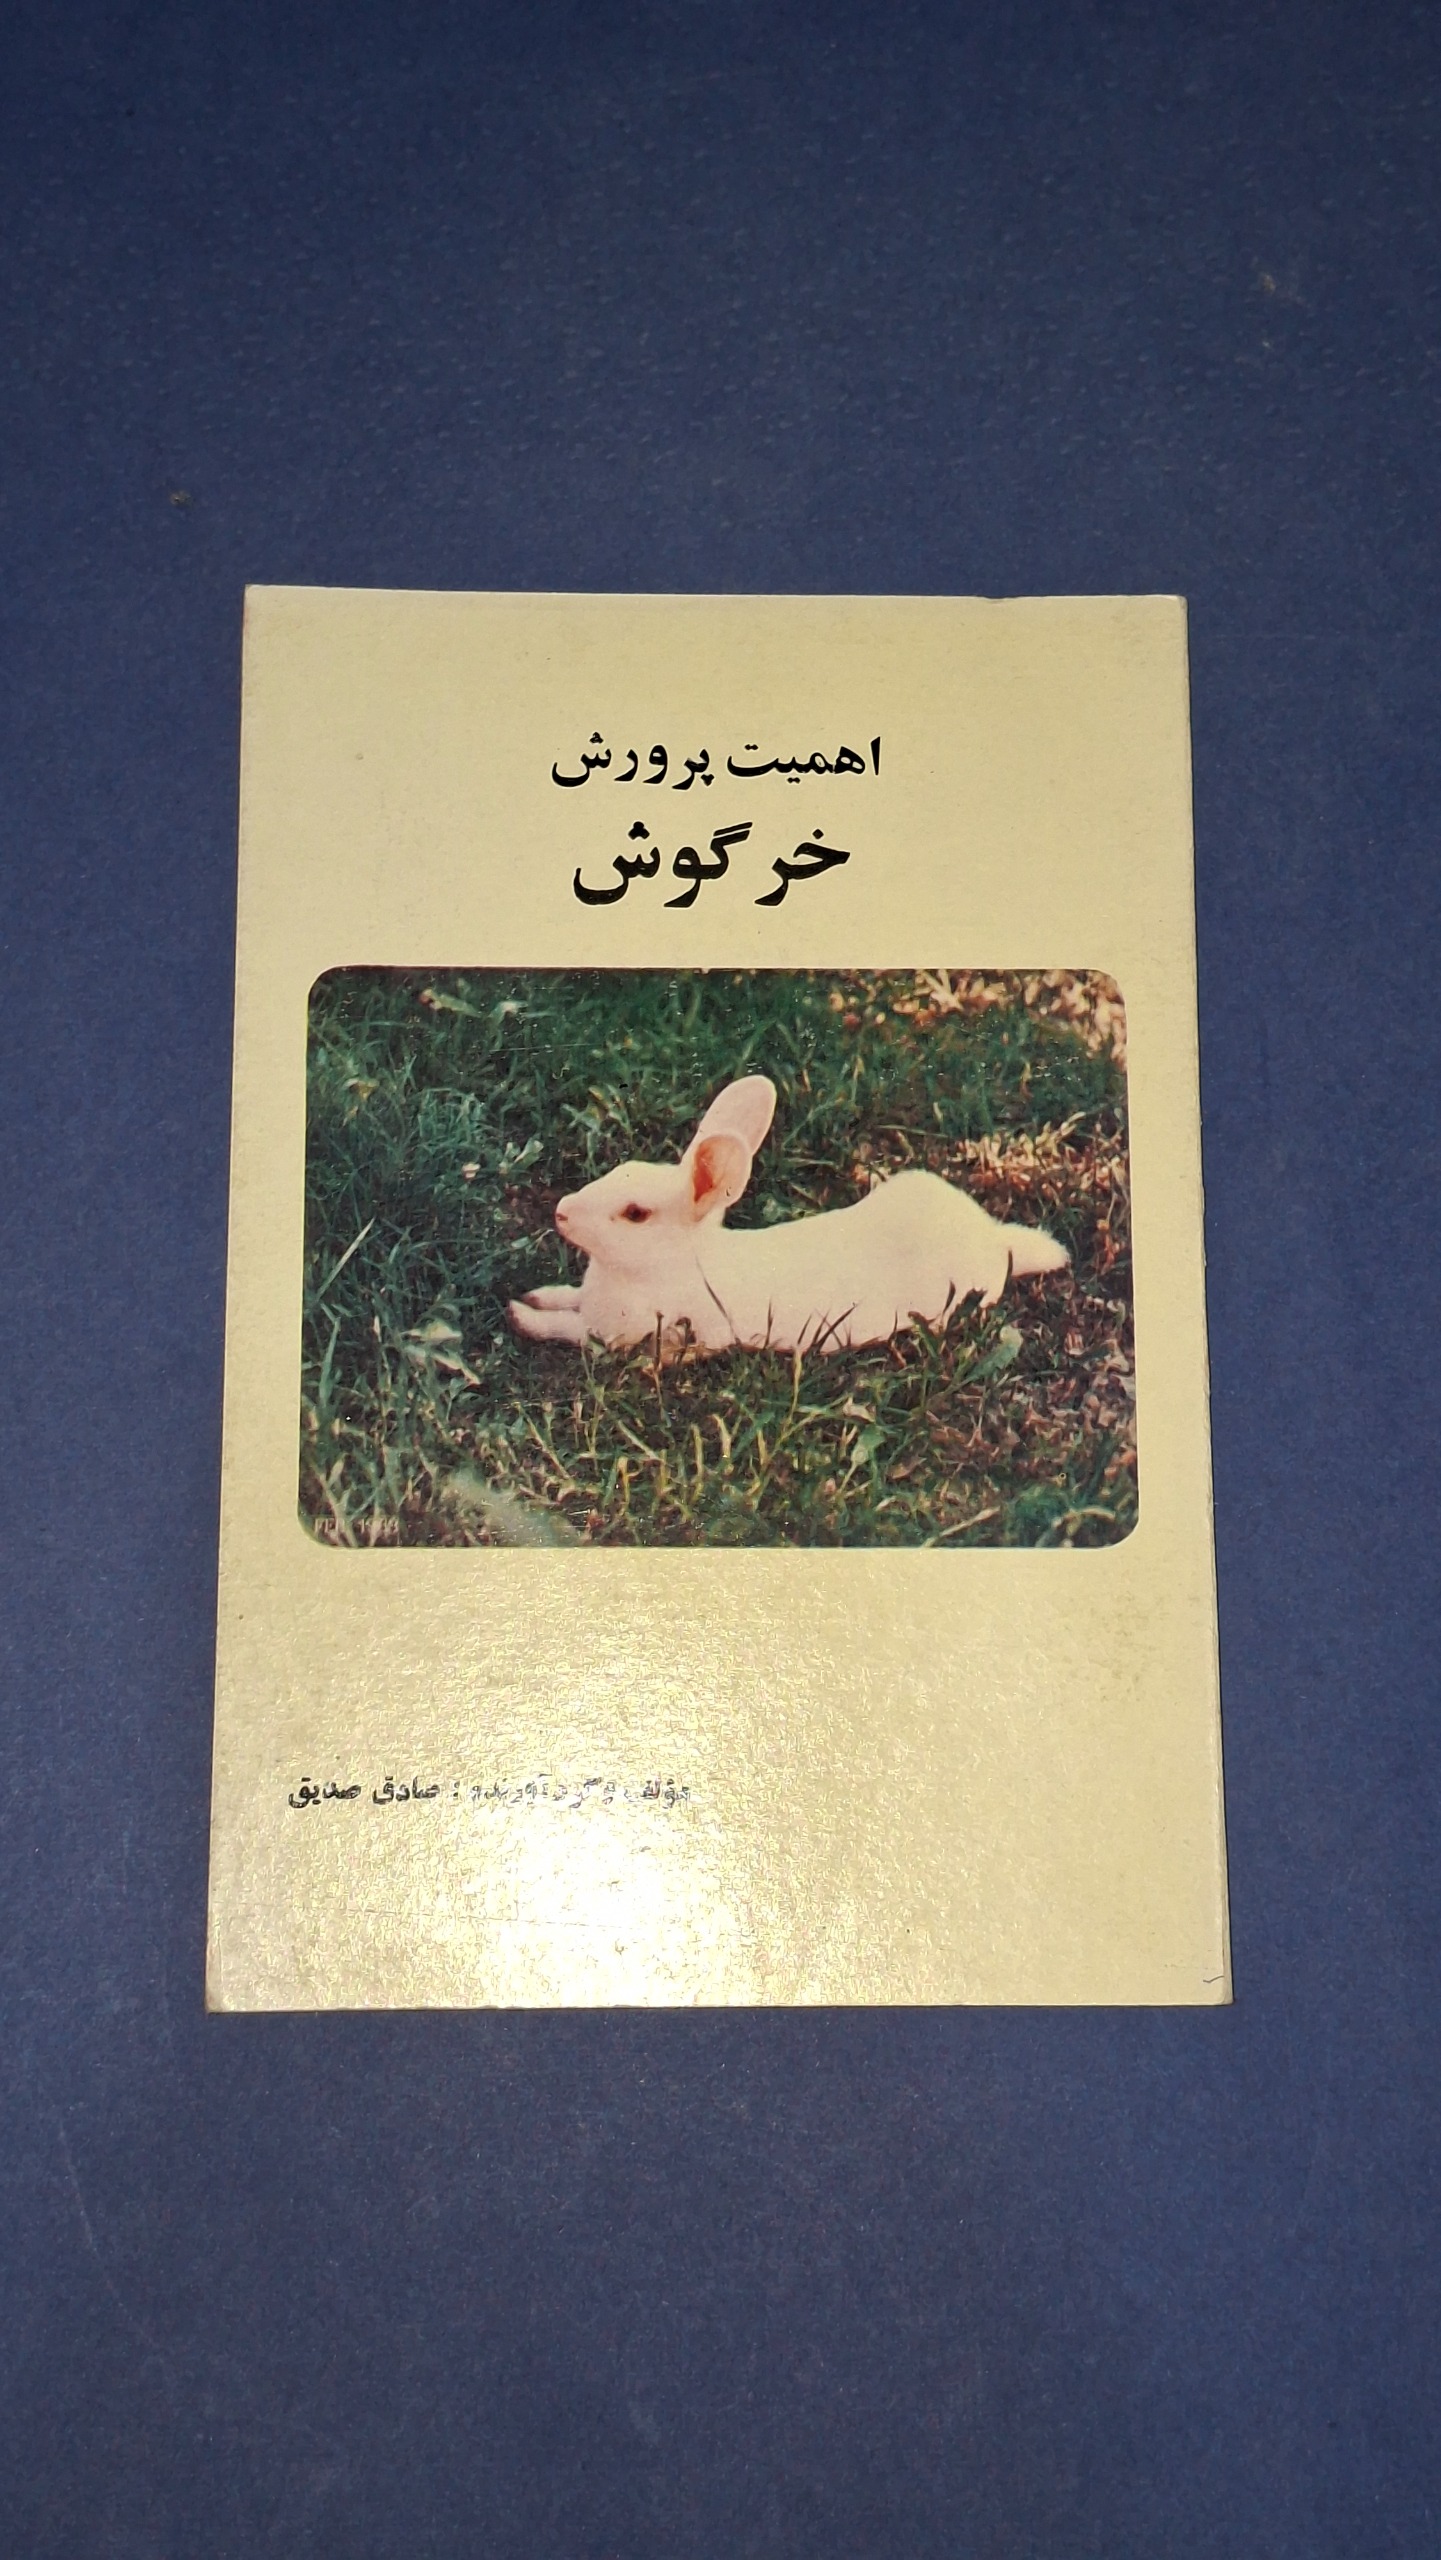 اهمیت پرورش
خرگوش
مؤلف و گردآورنده : صادق صدیق